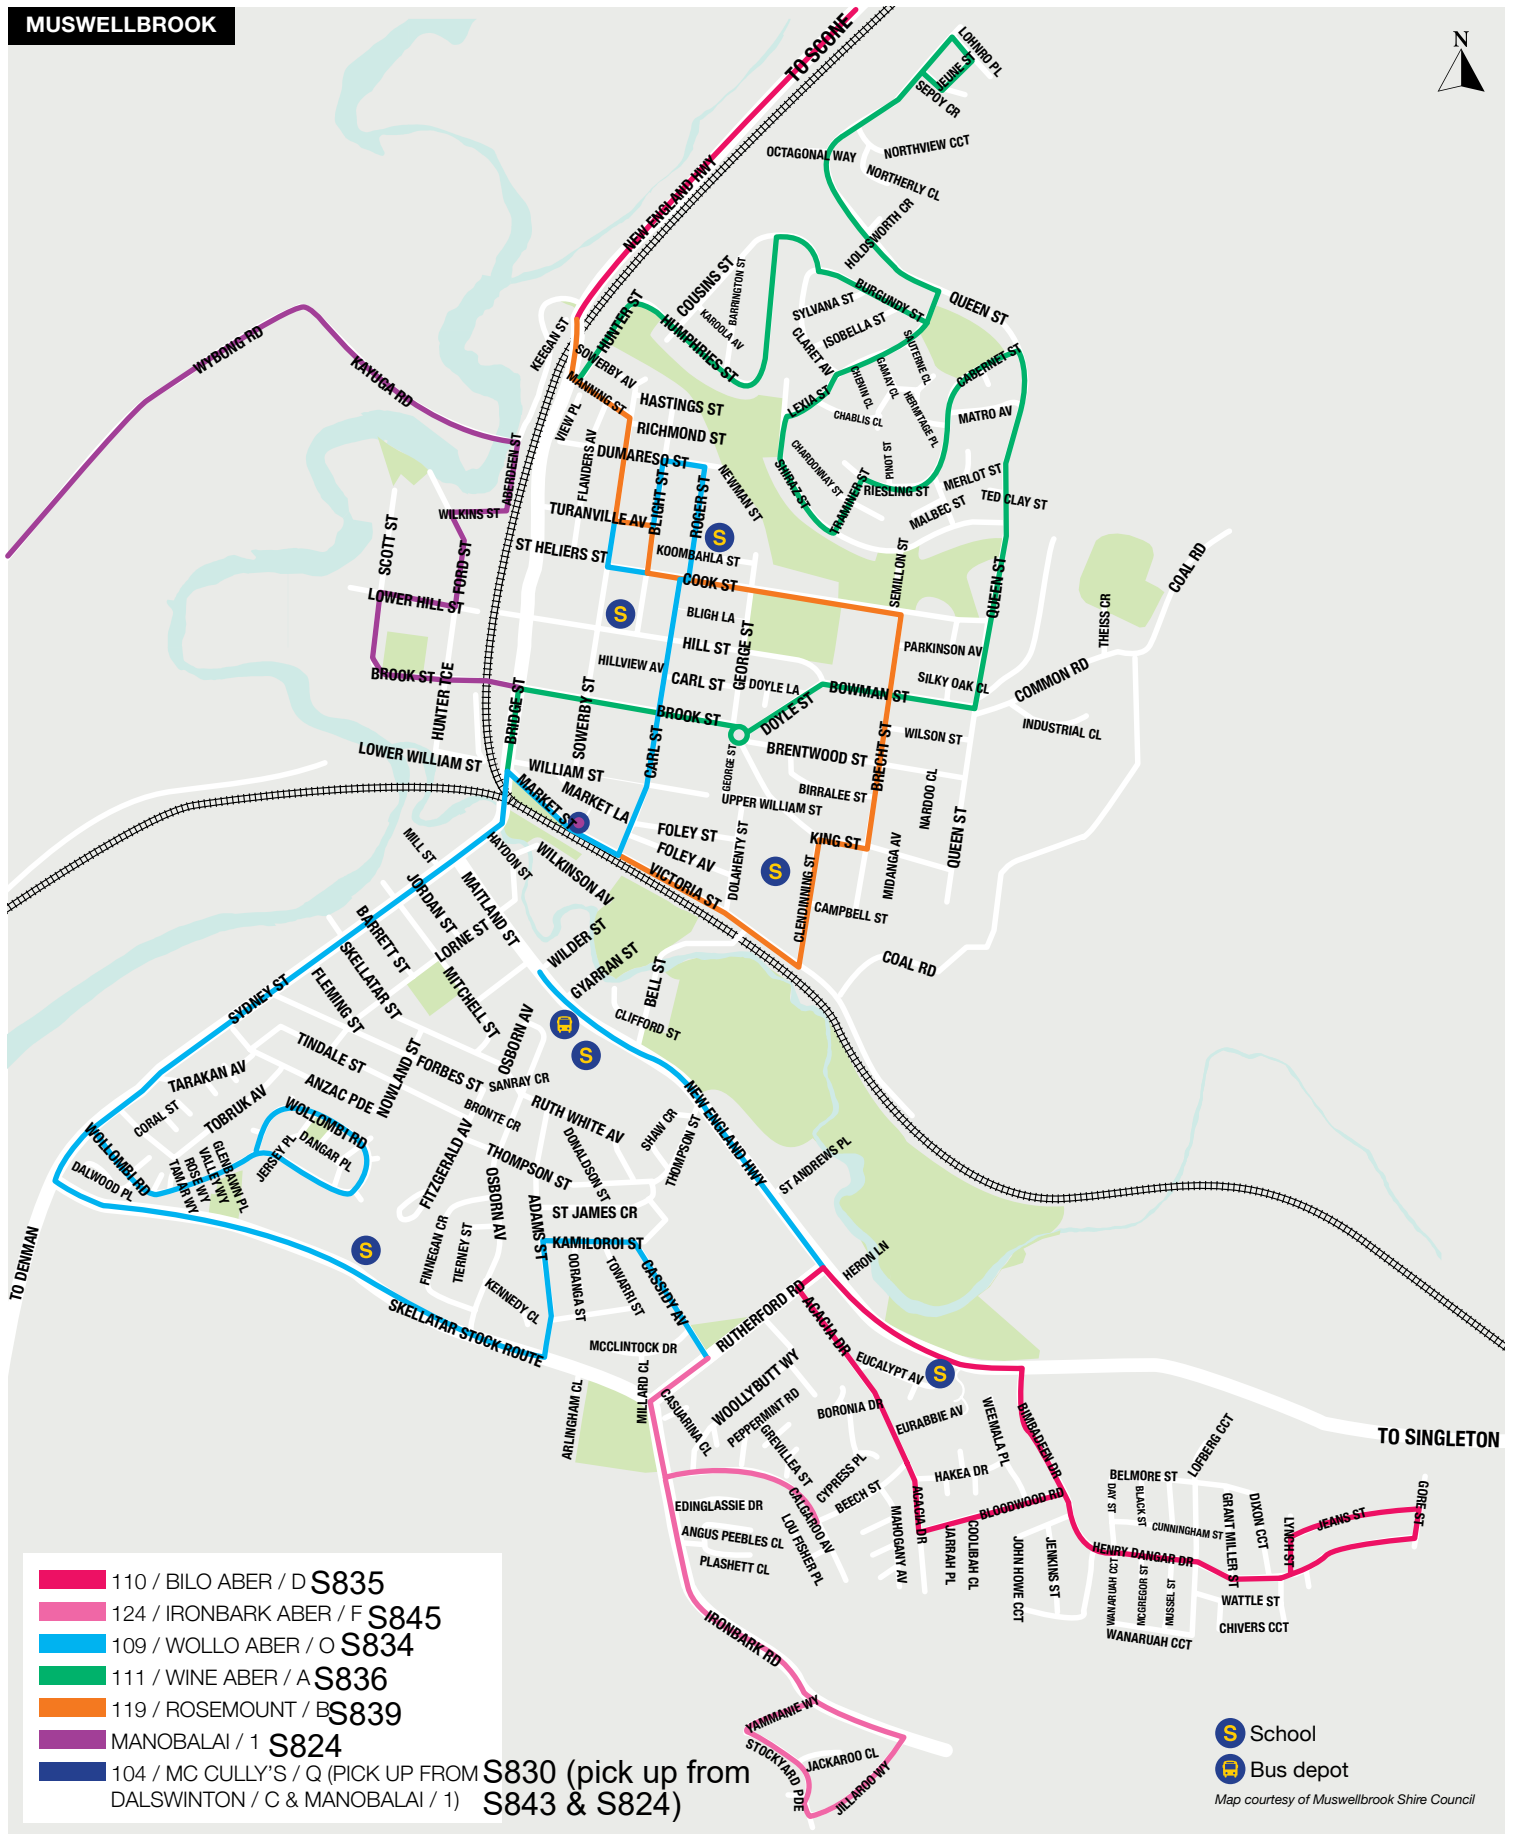 MUSWELLBROOK
TO SCONE
LOHNRO PL
JEUNE ST
SEPOY CR
N
OCTAGONAL WAY
NORTHVIEW CCT
NORTHERLY CL
NEW ENGLAND HWY
HOLDSWORTH CR
COUSINS ST
BARRINGTON ST
KAROOLA AV
SYLVANA ST
BURGUNDY ST
QUEEN ST
ISOBELLA ST
CLARET AV
SAUTERNE CL
HUNTER ST
HUMPHRIES ST
KEEGAN ST
WYBONG RD
KAYUGA RD
SOWERBY AV
MANNING ST
HASTINGS ST
VIEW PL
RICHMOND ST
FLANDERS AV
DUMARESQ ST
CHENIN CL
GAMAY CL
CABERNET ST
LEXIA ST
CHABLIS CL
HERMITAGE PL
MATRO AV
PINOT ST
CHARDONNAY ST
SHIRAZ ST
TRAMINER ST
RIESLING ST
MERLOT ST
MALBEC ST
TED CLAY ST
ABERDEEN ST
WILKINS ST
SCOTT ST
FORD ST
LOWER HILL ST
TURANVILLE AV
BLIGHT ST
ROGER ST
NEWMAN ST
S
ST HELIERS ST
KOOMBAHLA ST
COOK ST
SEMILLON ST
QUEEN ST
THEISS CR
COAL RD
S
BLIGH LA
HILL ST
GEORGE ST
PARKINSON AV
HILLVIEW AV
CARL ST
DOYLE LA
BOWMAN ST
SILKY OAK CL
COMMON RD
INDUSTRIAL CL
BROOK ST
HUNTER TCE
BRIDGE ST
SOWERBY ST
BROOK ST
DOYLE ST
WILSON ST
CARL ST
GEORGE ST
BRENTWOOD ST
BRECHT ST
LOWER WILLIAM ST
WILLIAM ST
MARKET ST
MARKET LA
UPPER WILLIAM ST
BIRRALEE ST
NARDOO CL
QUEEN ST
FOLEY ST
FOLEY AV
VICTORIA ST
DOLAHENTY ST
KING ST
S
MIDANGA AV
CLENDINNING ST
CAMPBELL ST
COAL RD
MILL ST
HAYDON ST
WILKINSON AV
JORDAN ST
MAITLAND ST
BARRETT ST
SKELLATAR ST
LORNE ST
WILDER ST
GYARRAN ST
BELL ST
FLEMING ST
MITCHELL ST
SYDNEY ST
CLIFFORD ST
OSBORN AV
S
TINDALE ST
TARAKAN AV
ANZAC PDE
NOWLAND ST
FORBES ST
SANRAY CR
CORAL ST
TOBRUK AV
WOLLOMBI RD
BRONTE CR
RUTH WHITE AV
SHAW CR
THOMPSON ST
NEW ENGLAND HWY
WOLLOMBI RD
DALWOOD PL
TAMAR WY
ROSE WY
VALLEY WY
GLENBAWN PL
JERSEY PL
DANGAR PL
FITZGERALD AV
THOMPSON ST
DONALDSON ST
ST ANDREWS PL
OSBORN AV
ADAMS ST
ST JAMES CR
S
FINNEGAN CR
TIERNEY ST
KAMILOROI ST
OORANGA ST
TOWARRI ST
CASSIDY AV
HERON LN
TO DENMAN
KENNEDY CL
SKELLATAR STOCK ROUTE
MCCLINTOCK DR
RUTHERFORD RD
ACACIA DR
EUCALYPT AV
S
ARLINGHAM CL
MILLARD CL
CASUARINA CL
WOOLLYBUTT WY
PEPPERMINT RD
GREVILLEA ST
BORONIA DR
EURABBIE AV
WEEMALA PL
BIMBADEEN DR
TO SINGLETON
CYPRESS PL
BEECH ST
HAKEA DR
BLOODWOOD RD
LOFBERG CCT
BELMORE ST
EDINGLASSIE DR
CALGAROO AV
LOU FISHER PL
ANGUS PEEBLES CL
PLASHETT CL
MAHOGANY AV
ACACIA DR
JARRAH PL
COOLIBAH CL
JOHN HOWE CCT
JENKINS ST
DAY ST
BLACK ST
CUNNINGHAM ST
GRANT MILLER ST
DIXON CCT
LYNCH ST
JEANS ST
GORE ST
HENRY DANGAR DR
WANARUAH CCT
MCGREGOR ST
MUSSEL ST
WATTLE ST
CHIVERS CCT
WANARUAH CCT
IRONBARK RD
YAMMANIE WY
STOCKYARD PDE
JACKAROO CL
JILLAROO WY
110 / BILO ABER / D S835
124 / IRONBARK ABER / F S845
109 / WOLLO ABER / O S834
111 / WINE ABER / A S836
119 / ROSEMOUNT / B S839
MANOBALAI / 1 S824
104 / MC CULLY'S / Q (PICK UP FROM S830 (pick up from
DALSWINTON / C & MANOBALAI / 1) S843 & S824)
S School
Bus depot
Map courtesy of Muswellbrook Shire Council